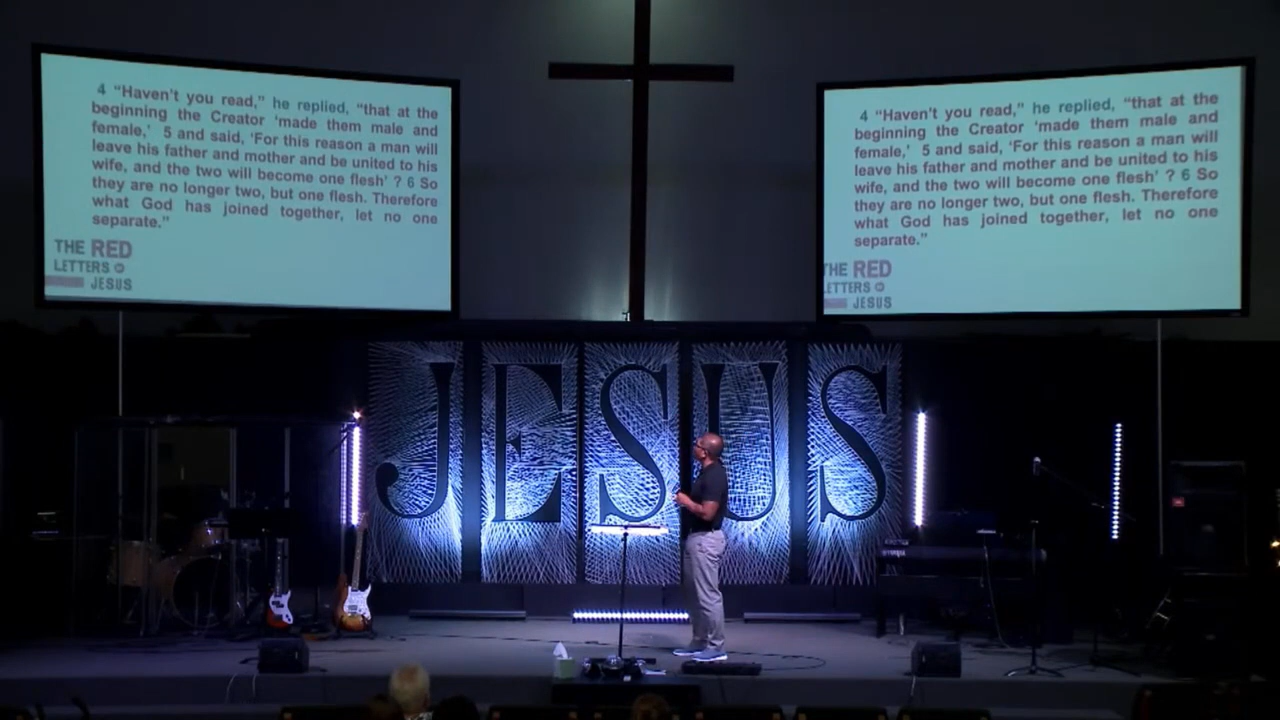 4 “Haven't you read,” he replied, “that at the
beginning the Creator ‘made them male and
female,’ 5 and said, ‘For this reason a man will
leave his father and mother and be united to his
wife, and the two will become one flesh’ ? 6 So
they are no longer two, but one flesh. Therefore
what God has joined together, let no one
separate.”
THE RED
LETTERS OF
JESUS
4 “Haven't you read,” he replied, “that at the
beginning the Creator ‘made them male and
female,’ 5 and said, ‘For this reason a man will
leave his father and mother and be united to his
wife, and the two will become one flesh’ ? 6 So
they are no longer two, but one flesh. Therefore
what God has joined together, let no one
separate.”
THE RED
LETTERS OF
JESUS
JESUS
YAMAHA